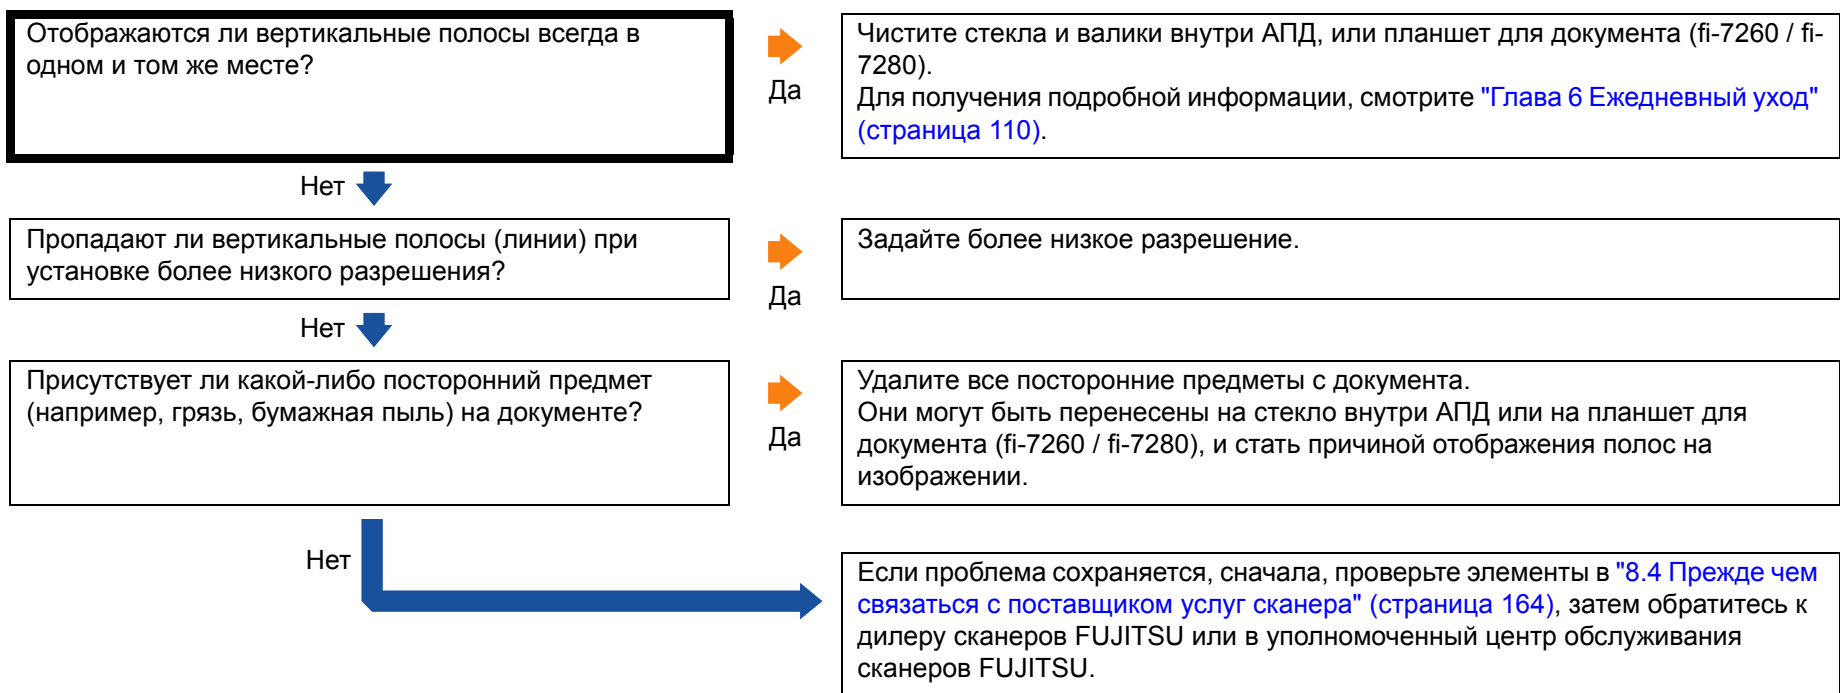 Отображаются ли вертикальные полосы всегда в
одном и том же месте?
Да
Чистите стекла и валики внутри АПД, или планшет для документа (fi-7260 / fi-
7280).
Для получения подробной информации, смотрите "Глава 6 Ежедневный уход"
(страница 110).
Нет
Пропадают ли вертикальные полосы (линии) при
установке более низкого разрешения?
Да
Задайте более низкое разрешение.
Нет
Присутствует ли какой-либо посторонний предмет
(например, грязь, бумажная пыль) на документе?
Да
Удалите все посторонние предметы с документа.
Они могут быть перенесены на стекло внутри АПД или на планшет для
документа (fi-7260 / fi-7280), и стать причиной отображения полос на
изображении.
Нет
Если проблема сохраняется, сначала, проверьте элементы в "8.4 Прежде чем
связаться с поставщиком услуг сканера" (страница 164), затем обратитесь к
дилеру сканеров FUJITSU или в уполномоченный центр обслуживания
сканеров FUJITSU.